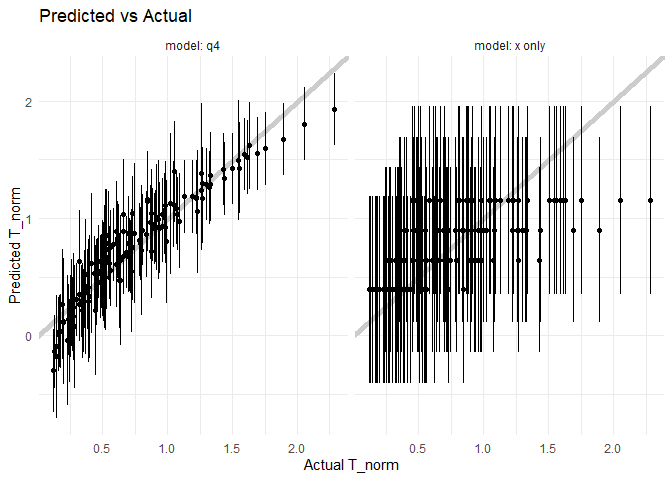 Predicted vs Actual
model: q4
model: x only
Predicted T_norm
2
1
0
0.5
1.0
1.5
2.0
0.5
1.0
1.5
2.0
Actual T_norm